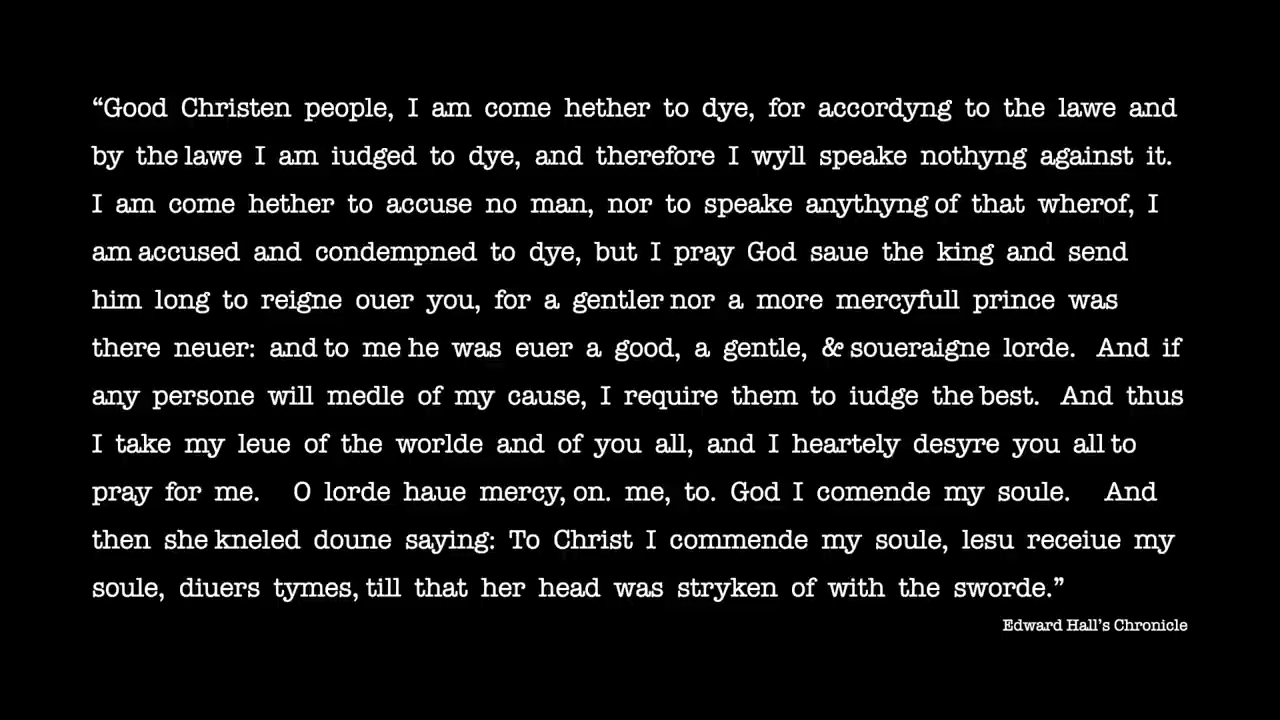 “Good Christen people, I am come hether to dye, for accordyng to the lawe and
by the lawe I am iudged to dye, and therefore I wyll speake nothyng against it.
I am come hether to accuse no man, nor to speake anythyng of that wherof, I
am accused and condempned to dye, but I pray God saue the king and send
him long to reigne ouer you, for a gentler nor a more mercyfull prince was
there neuer: and to me he was euer a good, a gentle, & soueraigne lorde. And if
any persone will medle of my cause, I require them to iudge the best. And thus
I take my leue of the worlde and of you all, and I heartely desyre you all to
pray for me. O lorde haue mercy, on. me, to. God I comende my soule. And
then she kneled doune saying: To Christ I commende my soule, lesu receiue my
soule, diuers tymes, till that her head was stryken of with the sworde.”
Edward Hall’s Chronicle